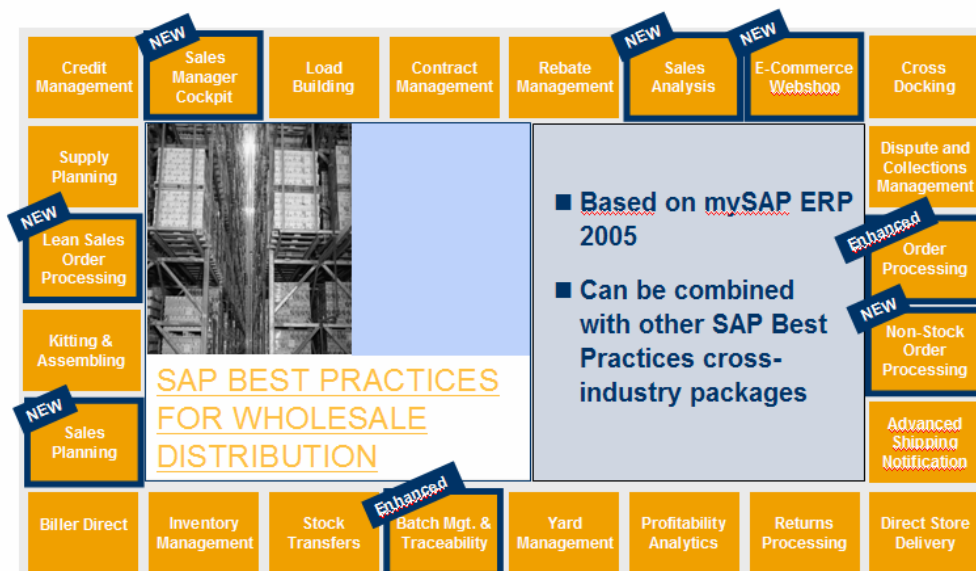 NEW
NEW
NEW
Credit
Management
Sales
Manager
Cockpit
Load
Building
Contract
Management
Rebate
Management
Sales
Analysis
E-Commerce
Webshop
Cross
Docking
Supply
Planning
Dispute and
Collections
Management
NEW
Lean Sales
Order
Processing
Enhanced
Order
Processing
Kitting &
Assembling
NEW
Non-Stock
Order
Processing
NEW
Sales
Planning
Advanced
Shipping
Notification
SAP BEST PRACTICES
FOR WHOLESALE
DISTRIBUTION
■ Based on mySAP ERP
2005
■ Can be combined
with other SAP Best
Practices cross-
industry packages
Biller Direct
Inventory
Management
Stock
Transfers
Enhanced
Batch Mgt. &
Traceability
Yard
Management
Profitability
Analytics
Returns
Processing
Direct Store
Delivery